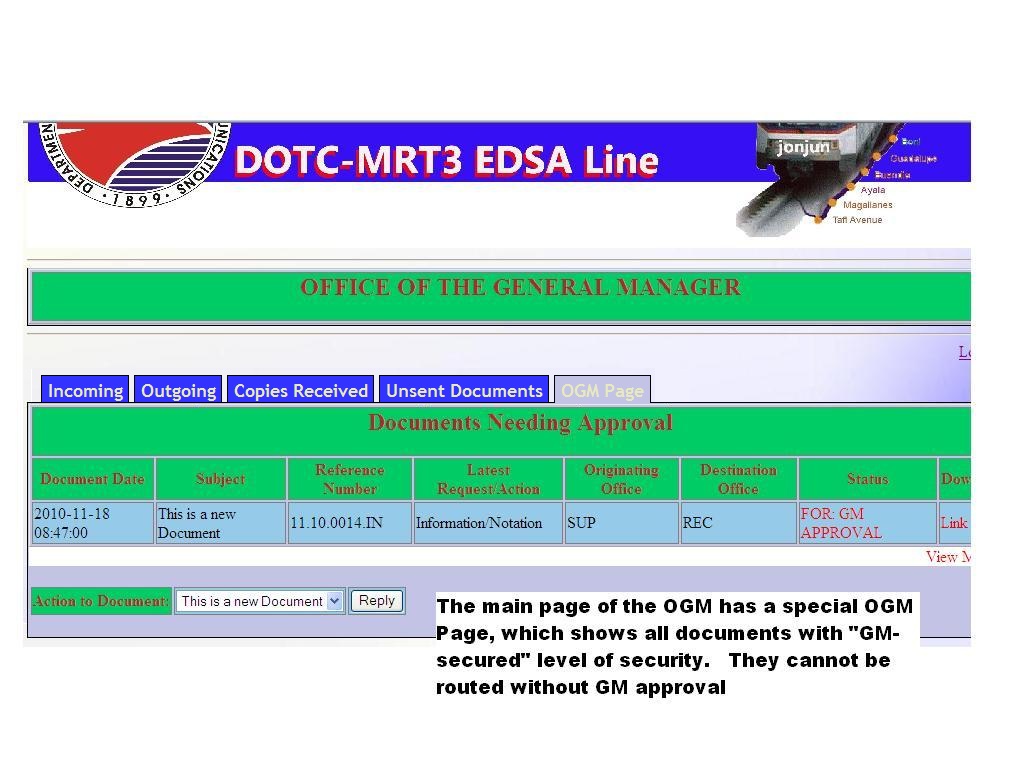 DEPARTMEN
UNICATIONS
· 1899 ·
DOTC-MRT3 EDSA Line
jonjun
Boni
Guadalupe
Buendia
Ayala
Magallanes
Taft Avenue
OFFICE OF THE GENERAL MANAGER
Incoming Outgoing Copies Received Unsent Documents OGM Page
Documents Needing Approval
Document Date Subject Reference Number Latest Request/Action Originating Office Destination Office Status Dow
2010-11-18 08:47:00 This is a new Document 11.10.0014.IN Information/Notation SUP REC FOR: GM APPROVAL Link
View M
Action to Document: This is a new Document Reply
The main page of the OGM has a special OGM
Page, which shows all documents with "GM-
secured" level of security. They cannot be
routed without GM approval